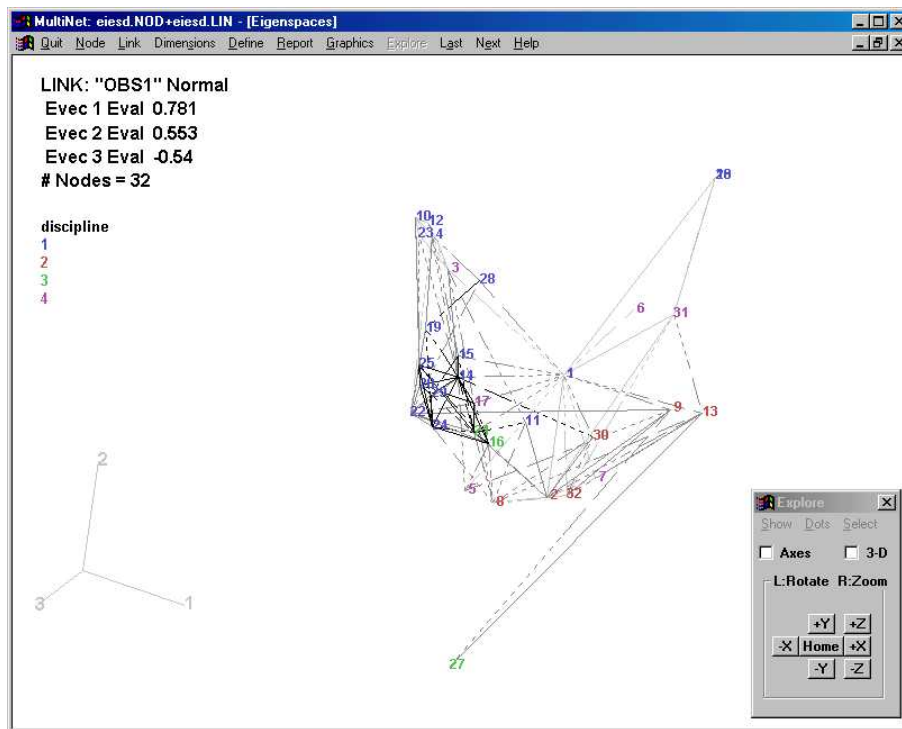 MultiNet: eiesd.NOD+eiesd.LIN - [Eigenspaces]
Quit Node Link Dimensions Define Report Graphics Explore Last Next Help
LINK: "OBS1" Normal
Evec 1 Eval 0.781
Evec 2 Eval 0.553
Evec 3 Eval -0.54
# Nodes = 32
discipline
1
2
3
4
10 12
23 4
3
28
6
31
19
15
25
14
1
17
22
24
11
16
30
9
13
5
8
2
32
7
27
2
3
1
Explore
Show Dots Select
Axes 3-D
L:Rotate R:Zoom
+Y +Z
-X Home +X
-Y -Z